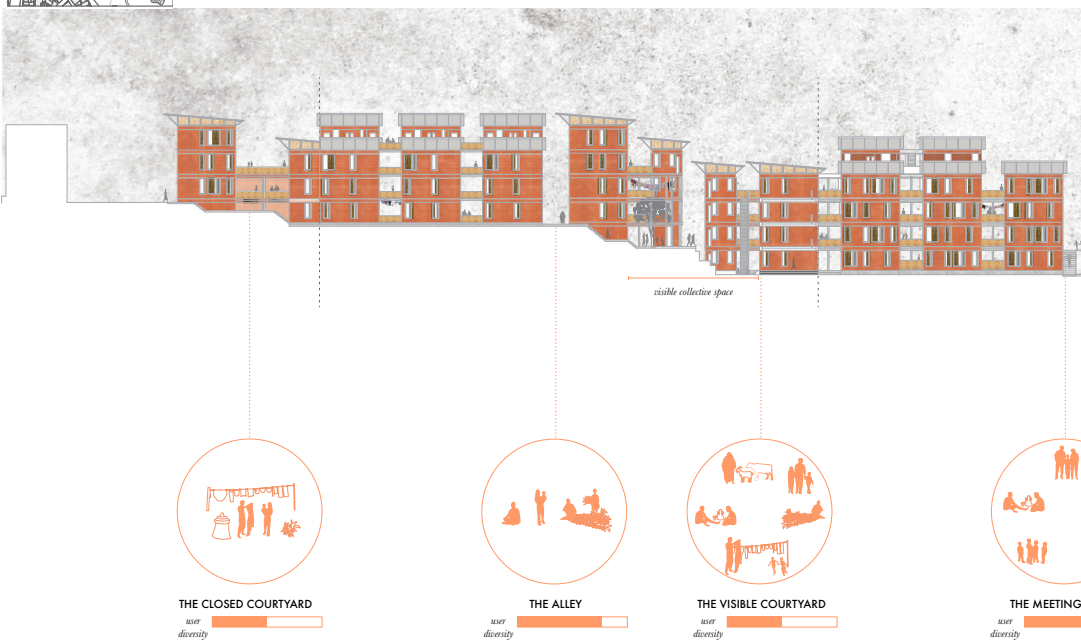 visible collective space
THE CLOSED COURTYARD
user
diversity
THE ALLEY
user
diversity
THE VISIBLE COURTYARD
user
diversity
THE MEETING
user
diversity